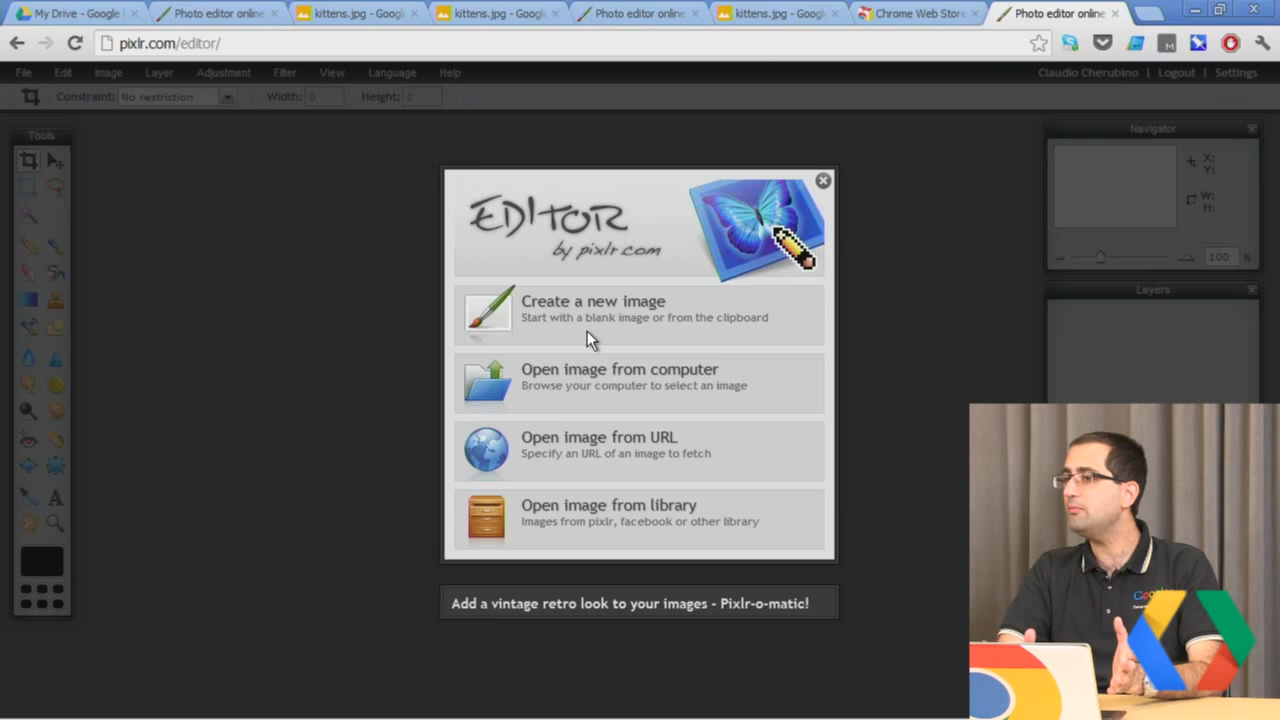 My Drive - Google
Photo editor online
kittens.jpg - Google
kittens.jpg - Google
Photo editor online
kittens.jpg - Google
Chrome Web Store
Photo editor online
pixlr.com/editor/
File Edit Image Layer Adjustment Filter View Language Help
Claudio Cherubino | Logout | Settings
Constraint: No restriction Width: 0 Height: 0
Tools
Navigator
X:
Y:
W:
H:
100 %
Layers
EDITOR
by pixlr.com
Create a new image
Start with a blank image or from the clipboard
Open image from computer
Browse your computer to select an image
Open image from URL
Specify an URL of an image to fetch
Open image from library
Images from pixlr, facebook or other library
Add a vintage retro look to your images - Pixlr-o-matic!
Google